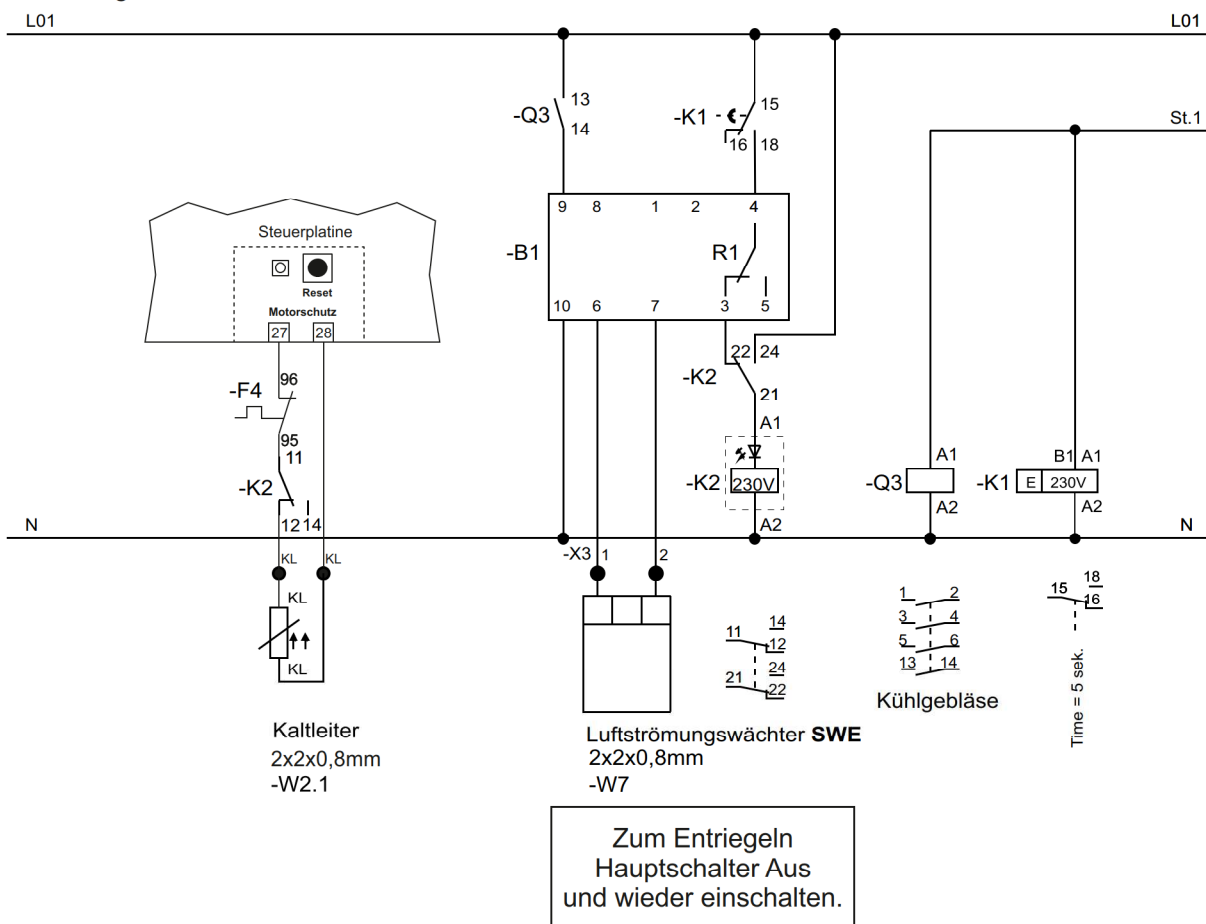 L01 L01
13
-Q3
14
15
-K1
16 18
St.1
9 8 1 2 4
Steuerplatine
-B1
R1
Reset
Motorschutz
27 28
10 6 7 3 5
96
-F4
95
22 24
-K2
21
11
-K2
12 14
A1
-K2 230V
A2
A1
-Q3
A2
B1 A1
-K1 E 230V
A2
N N
KL KL
-X3 1 2
KL
KL
14
11 12
24
21 22
1 2
3 4
5 6
13 14
Kühlgebläse
18
15 16
Time = 5 sek.
Kaltleiter
2x2x0,8mm
-W2.1
Luftströmungswächter SWE
2x2x0,8mm
-W7
Zum Entriegeln
Hauptschalter Aus
und wieder einschalten.